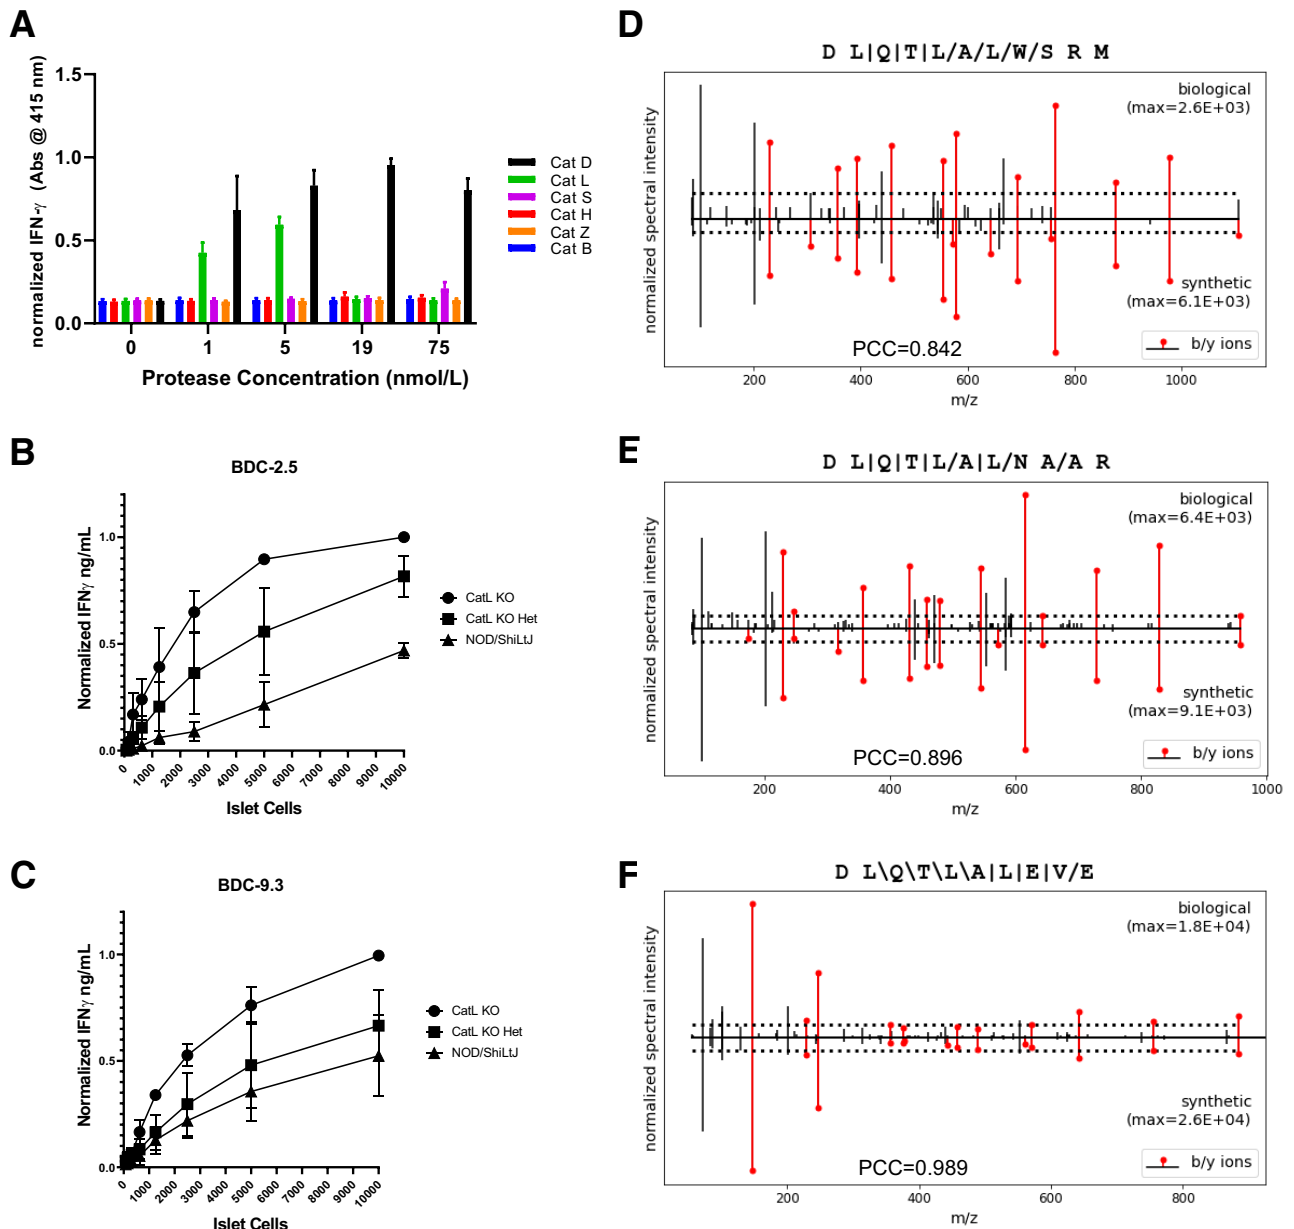 A
normalized IFN-γ (Abs @ 415 nm)
1.5
1.0
0.5
0.0
0 1 5 19 75
Protease Concentration (nmol/L)
Cat D
Cat L
Cat S
Cat H
Cat Z
Cat B
B
BDC-2.5
Normalized IFNγ ng/mL
1.0
0.5
0.0
0 1000 2000 3000 4000 5000 6000 7000 8000 9000 10000
Islet Cells
CatL KO
CatL KO Het
NOD/ShiLtJ
C
BDC-9.3
Normalized IFNγ ng/mL
1.0
0.5
0.0
0 1000 2000 3000 4000 5000 6000 7000 8000 9000 10000
Islet Cells
CatL KO
CatL KO Het
NOD/ShiLtJ
D
D L|Q|T|L/A/L/W/S R M
normalized spectral intensity
biological
(max=2.6E+03)
synthetic
(max=6.1E+03)
PCC=0.842
b/y ions
200 400 600 800 1000
m/z
E
D L|Q|T|L/A|L/N A/A R
normalized spectral intensity
biological
(max=6.4E+03)
synthetic
(max=9.1E+03)
PCC=0.896
b/y ions
200 400 600 800 1000
m/z
F
D L\Q\T\L\A|L|E|V/E
normalized spectral intensity
biological
(max=1.8E+04)
synthetic
(max=2.6E+04)
PCC=0.989
b/y ions
200 400 600 800
m/z